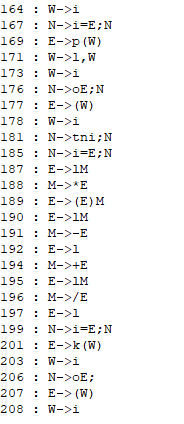 164 : W->i
167 : N->i=E;N
169 : E->p(W)
171 : W->l,W
173 : W->i
176 : N->oE;N
177 : E->(W)
178 : W->i
181 : N->tni;N
185 : N->i=E;N
187 : E->lM
188 : M->*E
189 : E->(E)M
190 : E->lM
191 : M->-E
192 : E->l
194 : M->+E
195 : E->lM
196 : M->/E
197 : E->l
199 : N->i=E;N
201 : E->k(W)
203 : W->i
206 : N->oE;
207 : E->(W)
208 : W->i